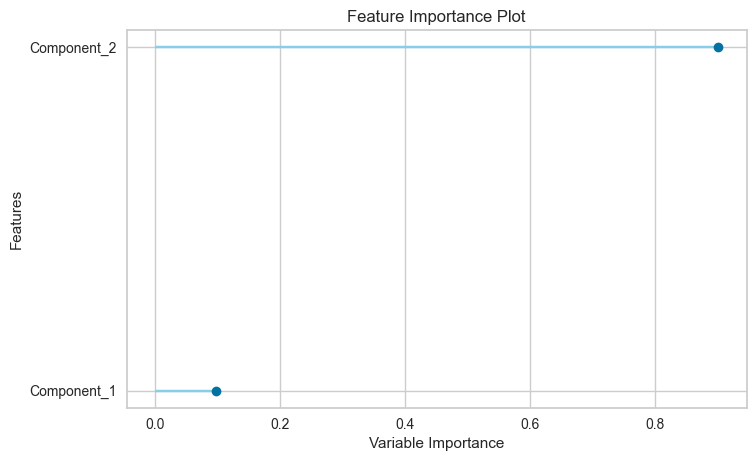 Feature Importance Plot
Component_2
Features
Component_1
0.0 0.2 0.4 0.6 0.8
Variable Importance